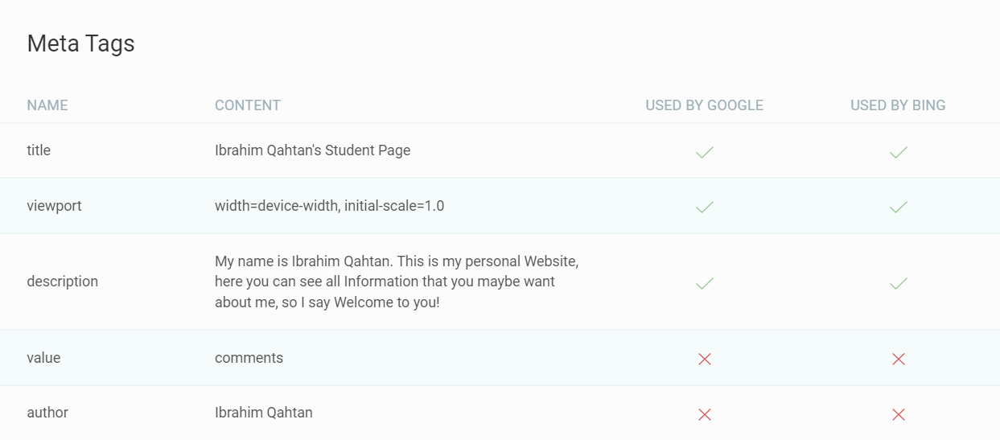 Meta Tags
NAME CONTENT USED BY GOOGLE USED BY BING
title Ibrahim Qahtan's Student Page
viewport width=device-width, initial-scale=1.0
My name is Ibrahim Qahtan. This is my personal Website,
description here you can see all Information that you maybe want
about me, so I say Welcome to you!
value comments
author Ibrahim Qahtan